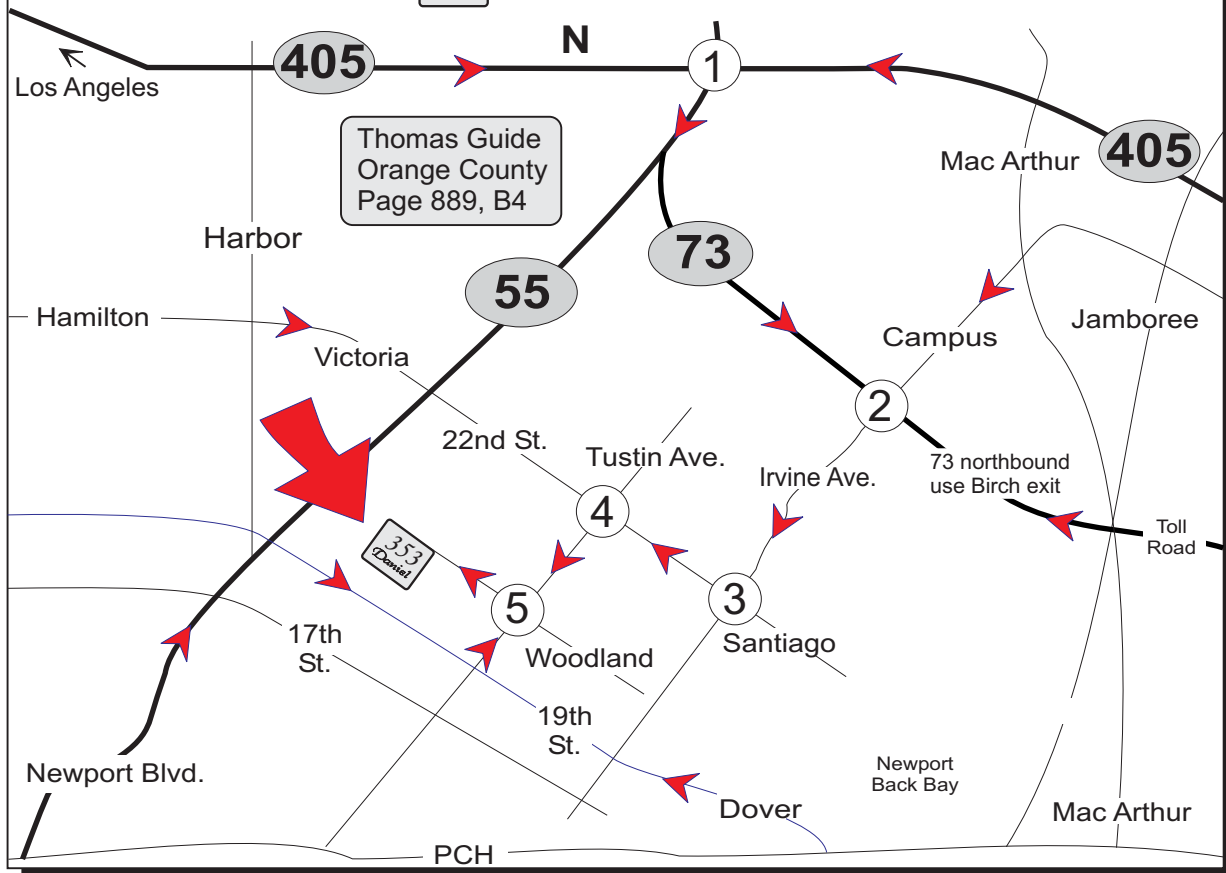 N
405
1
Los Angeles
Thomas Guide
Orange County
Page 889, B4
Mac Arthur
405
Harbor
73
55
Hamilton
Jamboree
Victoria
Campus
2
22nd St.
Tustin Ave.
Irvine Ave.
73 northbound
use Birch exit
4
Toll
Road
353
Daniel
5
3
17th
St.
Woodland
Santiago
19th
St.
Newport Blvd.
Newport
Back Bay
Dover
Mac Arthur
PCH